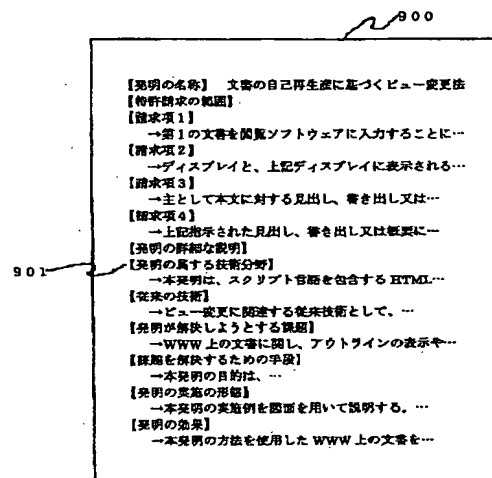 900
【発明の名称】　文書の自己再生産に基づくビュー変更法
【特許請求の範囲】
【請求項1】
→第1の文書を閲覧ソフトウェアに入力することに…
【請求項2】
→ディスプレイと、上記ディスプレイに表示される…
【請求項3】
→主として本文に対する見出し、書き出し又は…
【請求項4】
→上記指示された見出し、書き出し又は概要に…
【発明の詳細な説明】
901
【発明の属する技術分野】
→本発明は、スクリプト言語を包含する HTML…
【従来の技術】
→ビュー変更に関連する従来技術として、…
【発明が解決しようとする課題】
→WWW 上の文書に関し、アウトラインの表示や…
【課題を解決するための手段】
→本発明の目的は、…
【発明の実施の形態】
→本発明の実施例を図面を用いて説明する。…
【発明の効果】
→本発明の方法を使用した WWW 上の文書を…